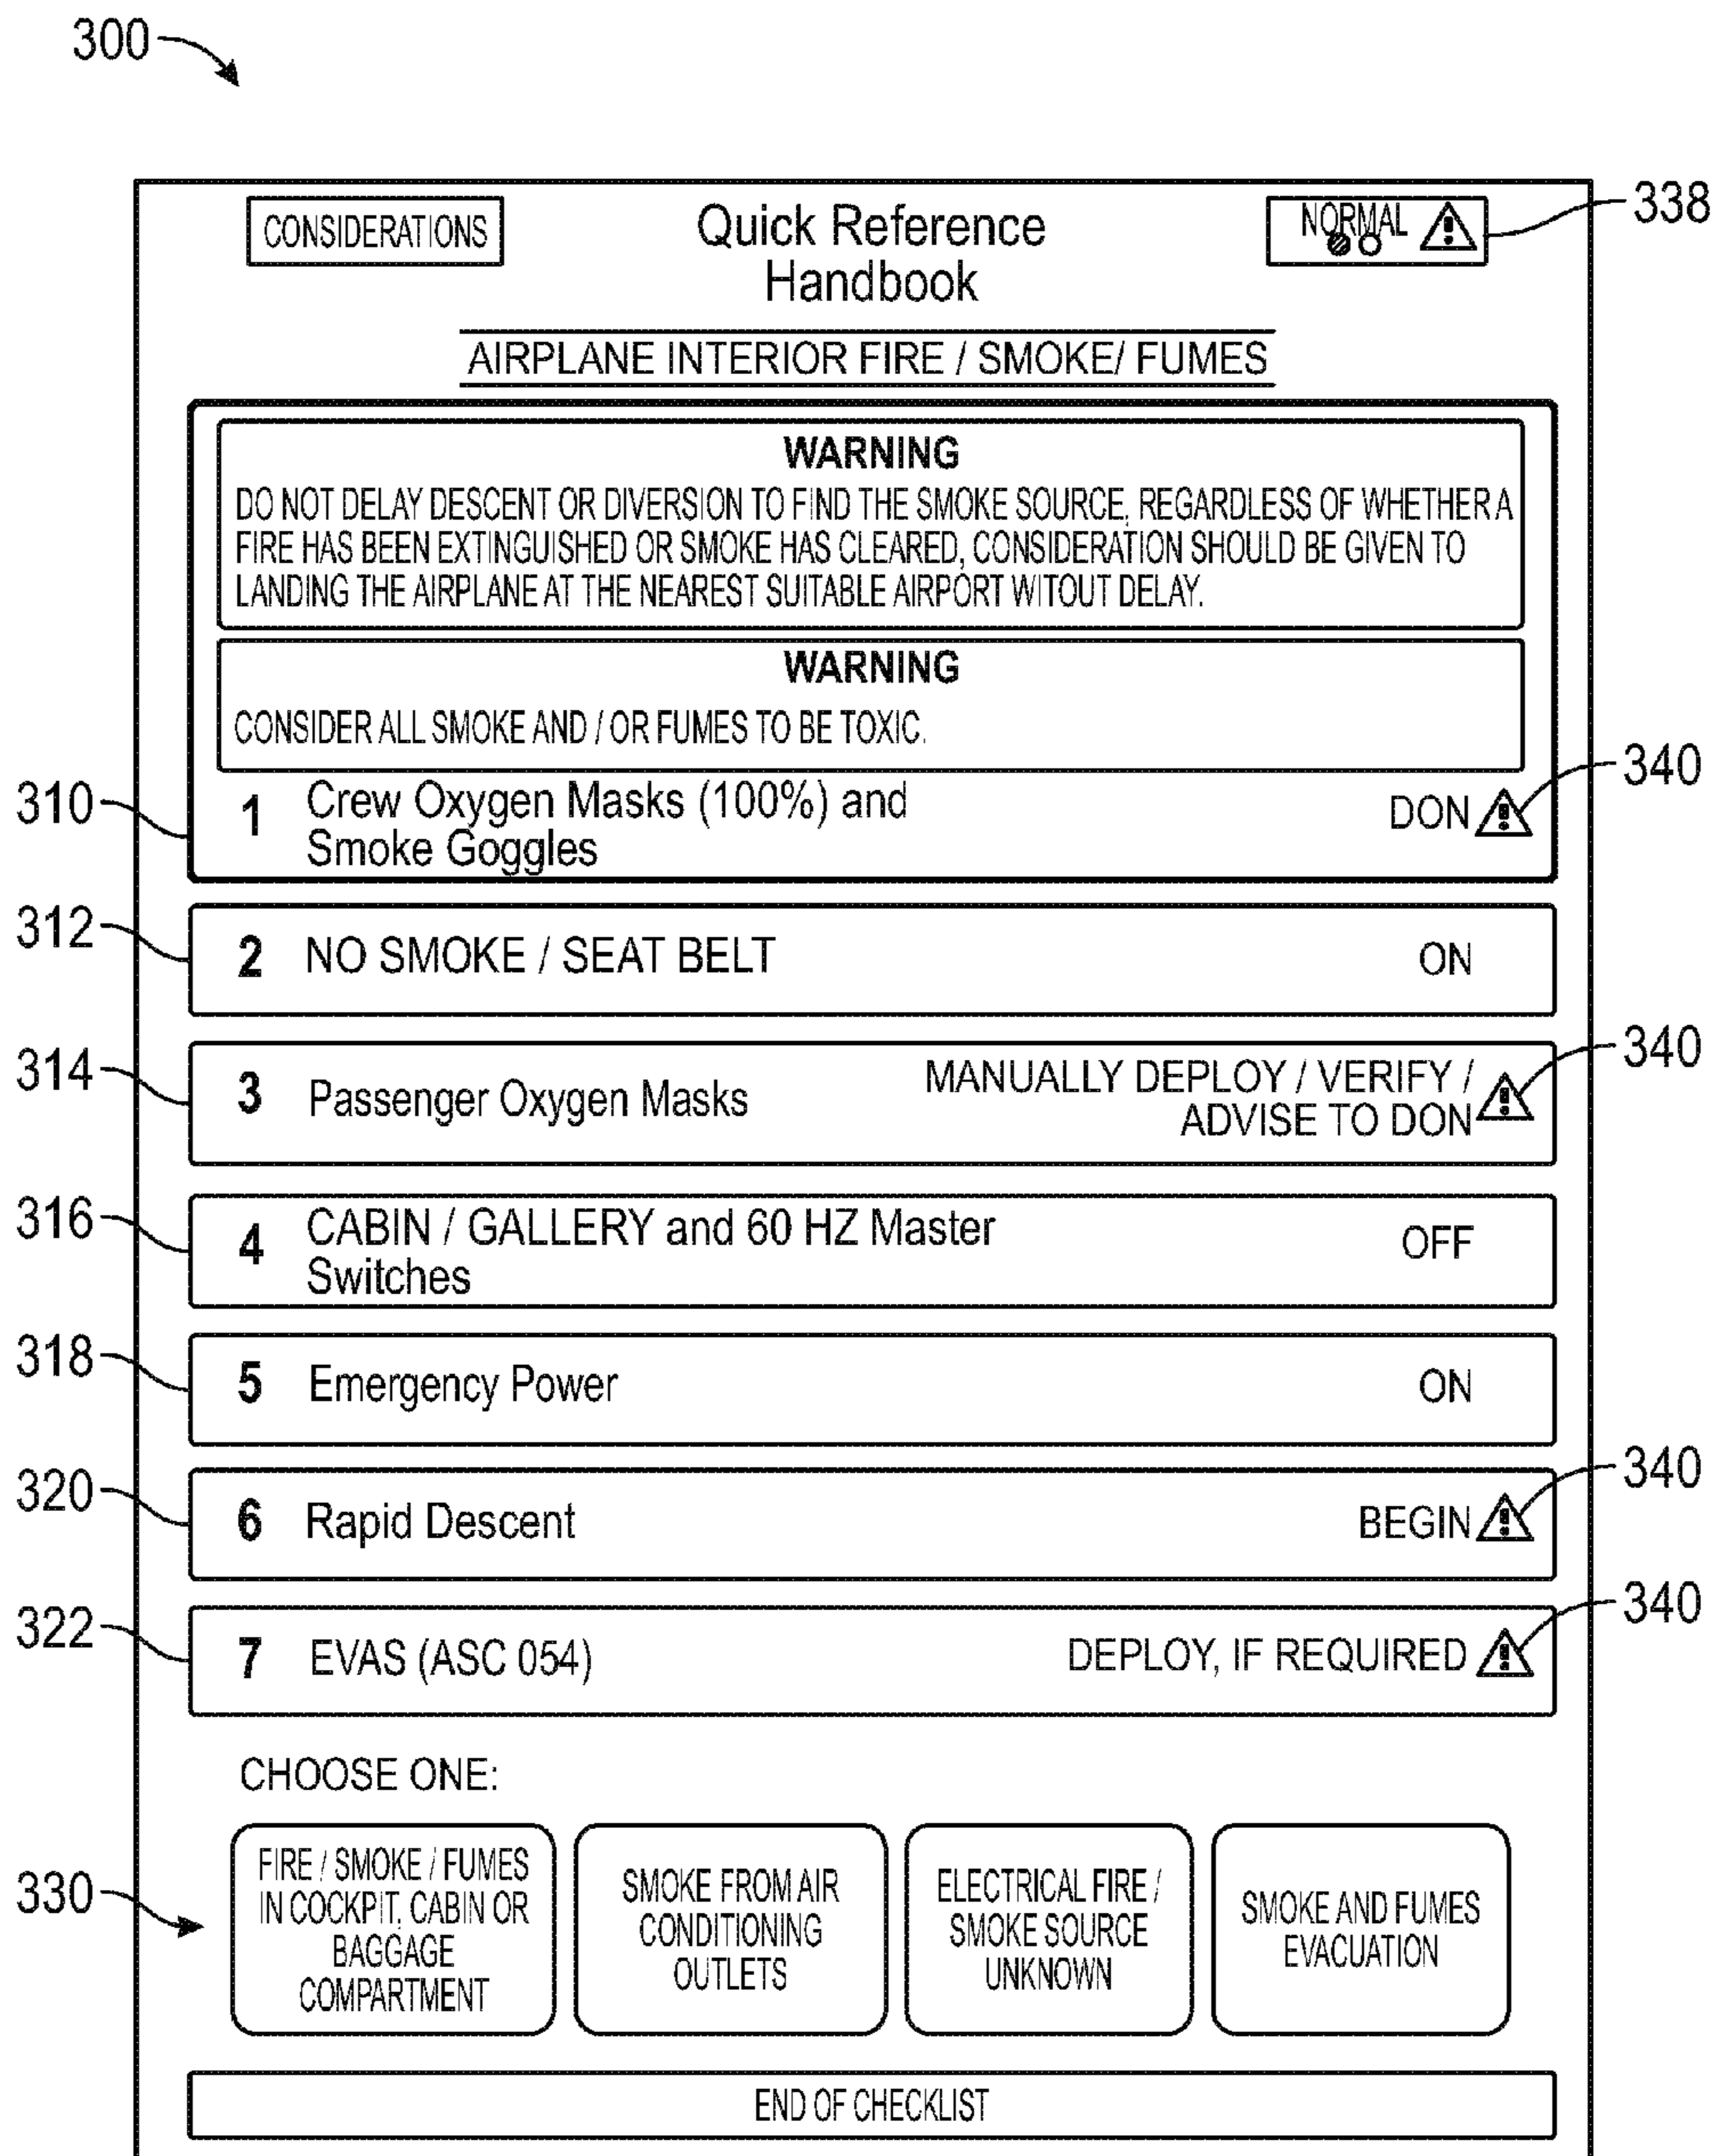 300
CONSIDERATIONS
Quick Reference
Handbook
NORMAL
338
AIRPLANE INTERIOR FIRE / SMOKE/ FUMES
WARNING
DO NOT DELAY DESCENT OR DIVERSION TO FIND THE SMOKE SOURCE, REGARDLESS OF WHETHER A
FIRE HAS BEEN EXTINGUISHED OR SMOKE HAS CLEARED, CONSIDERATION SHOULD BE GIVEN TO
LANDING THE AIRPLANE AT THE NEAREST SUITABLE AIRPORT WITOUT DELAY.
WARNING
CONSIDER ALL SMOKE AND / OR FUMES TO BE TOXIC.
310
1 Crew Oxygen Masks (100%) and
Smoke Goggles
DON
340
312
2 NO SMOKE / SEAT BELT ON
314
3 Passenger Oxygen Masks
MANUALLY DEPLOY / VERIFY /
ADVISE TO DON
340
316
4 CABIN / GALLERY and 60 HZ Master
Switches
OFF
318
5 Emergency Power ON
320
6 Rapid Descent BEGIN
340
322
7 EVAS (ASC 054) DEPLOY, IF REQUIRED
340
CHOOSE ONE:
330
FIRE / SMOKE / FUMES
IN COCKPIT, CABIN OR
BAGGAGE
COMPARTMENT
SMOKE FROM AIR
CONDITIONING
OUTLETS
ELECTRICAL FIRE /
SMOKE SOURCE
UNKNOWN
SMOKE AND FUMES
EVACUATION
END OF CHECKLIST